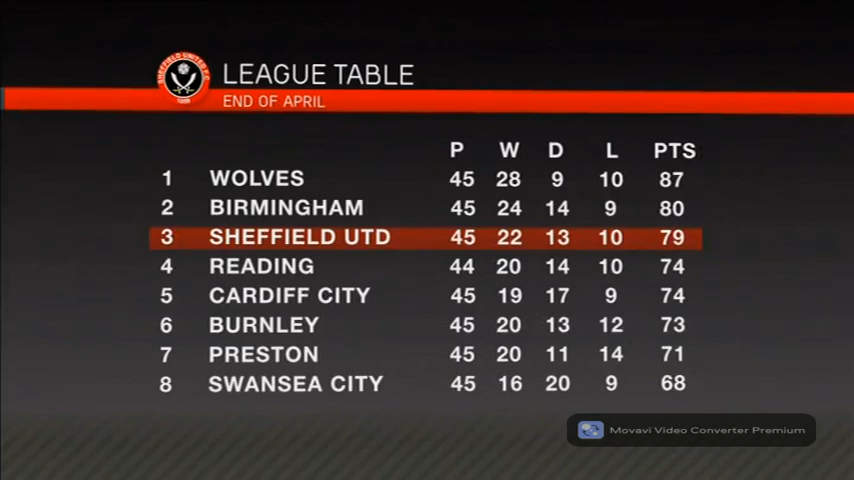 SHEFFIELD UNITED F.C
1889
LEAGUE TABLE
END OF APRIL
P W D L PTS
1 WOLVES 45 28 9 10 87
2 BIRMINGHAM 45 24 14 9 80
3 SHEFFIELD UTD 45 22 13 10 79
4 READING 44 20 14 10 74
5 CARDIFF CITY 45 19 17 9 74
6 BURNLEY 45 20 13 12 73
7 PRESTON 45 20 11 14 71
8 SWANSEA CITY 45 16 20 9 68
Movavi Video Converter Premium